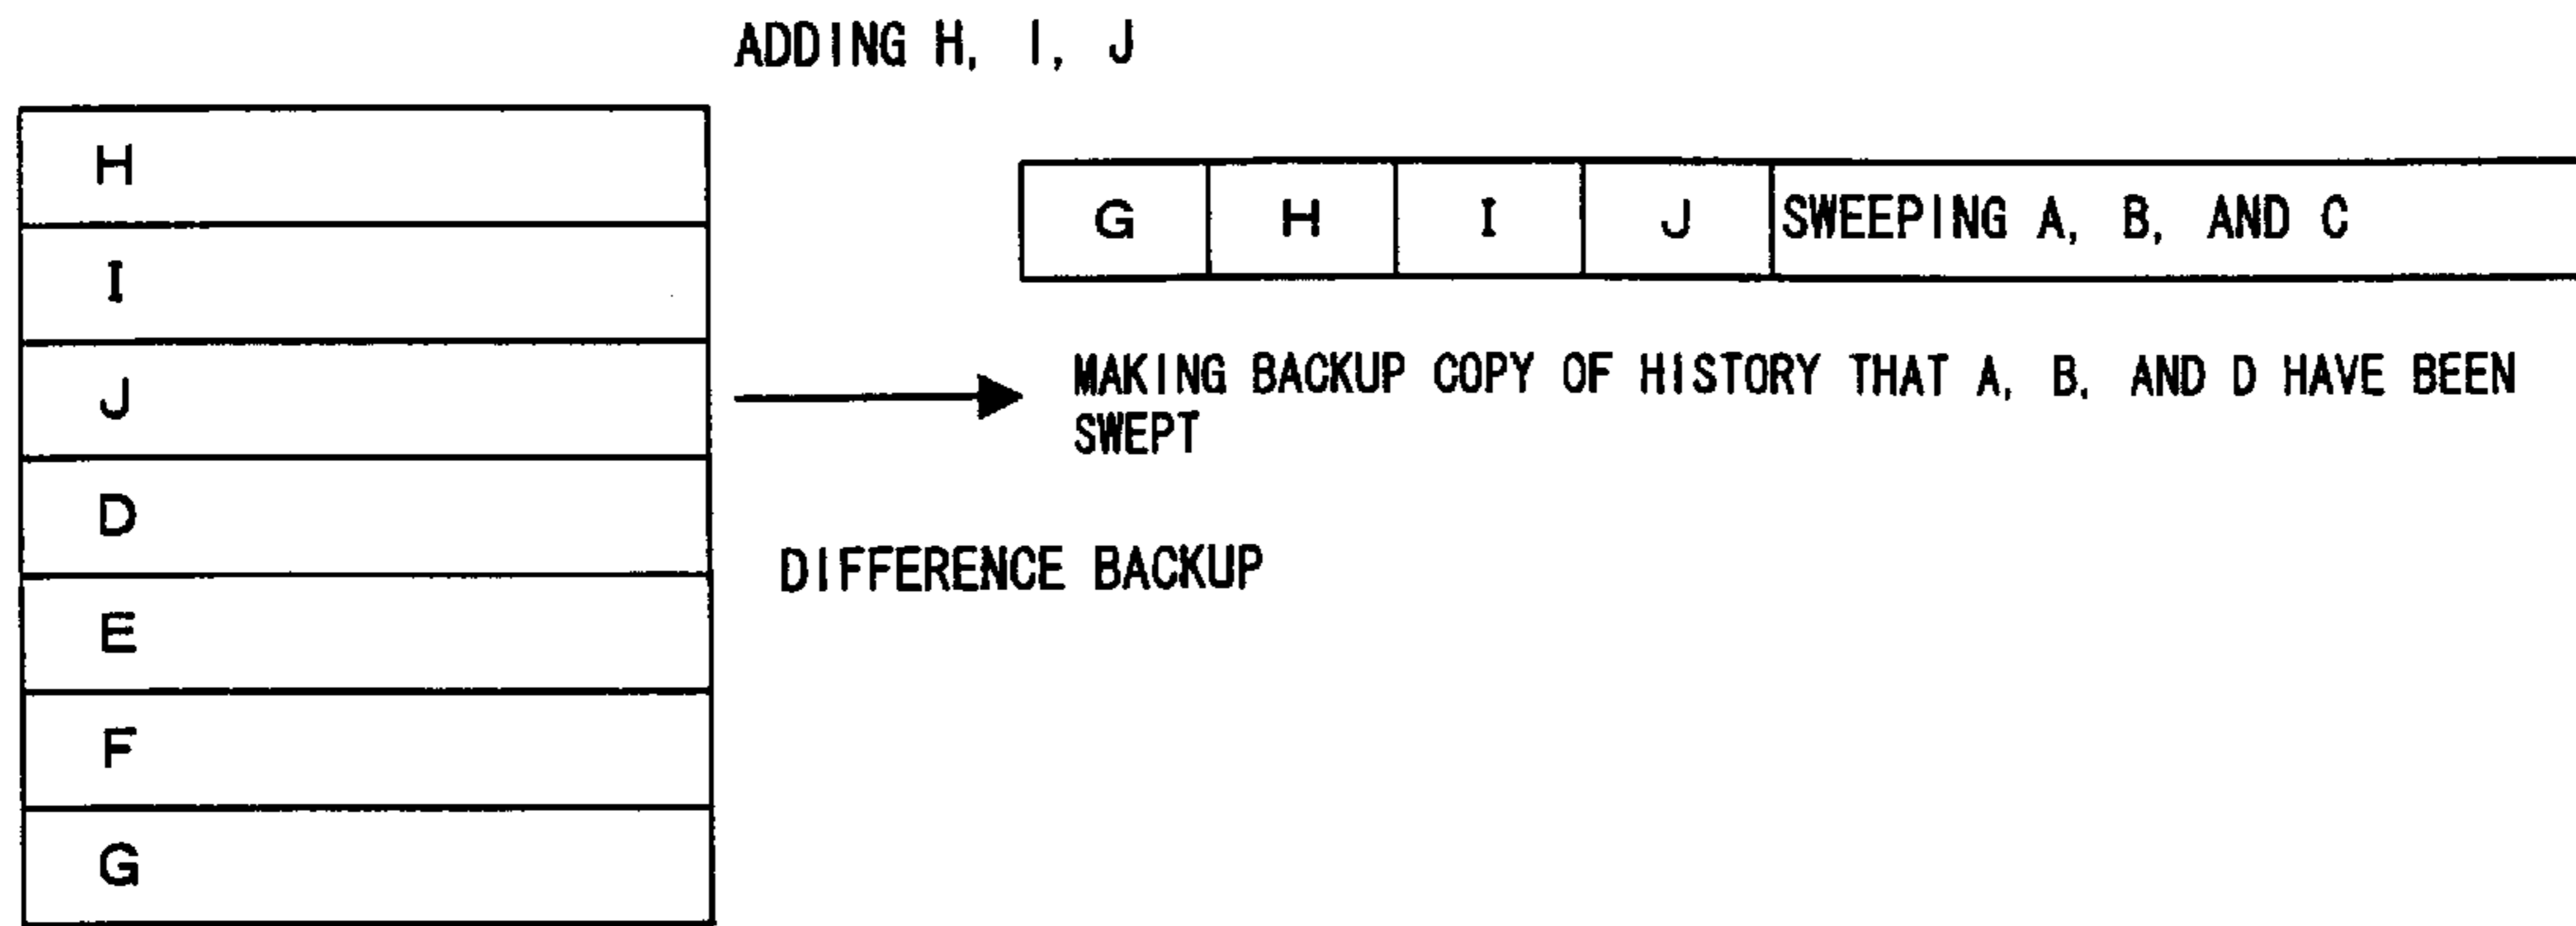 ADDING H, I, J
H
I
J
D
E
F
G
G H I J SWEEPING A, B, AND C
MAKING BACKUP COPY OF HISTORY THAT A, B, AND D HAVE BEEN
SWEPT
DIFFERENCE BACKUP